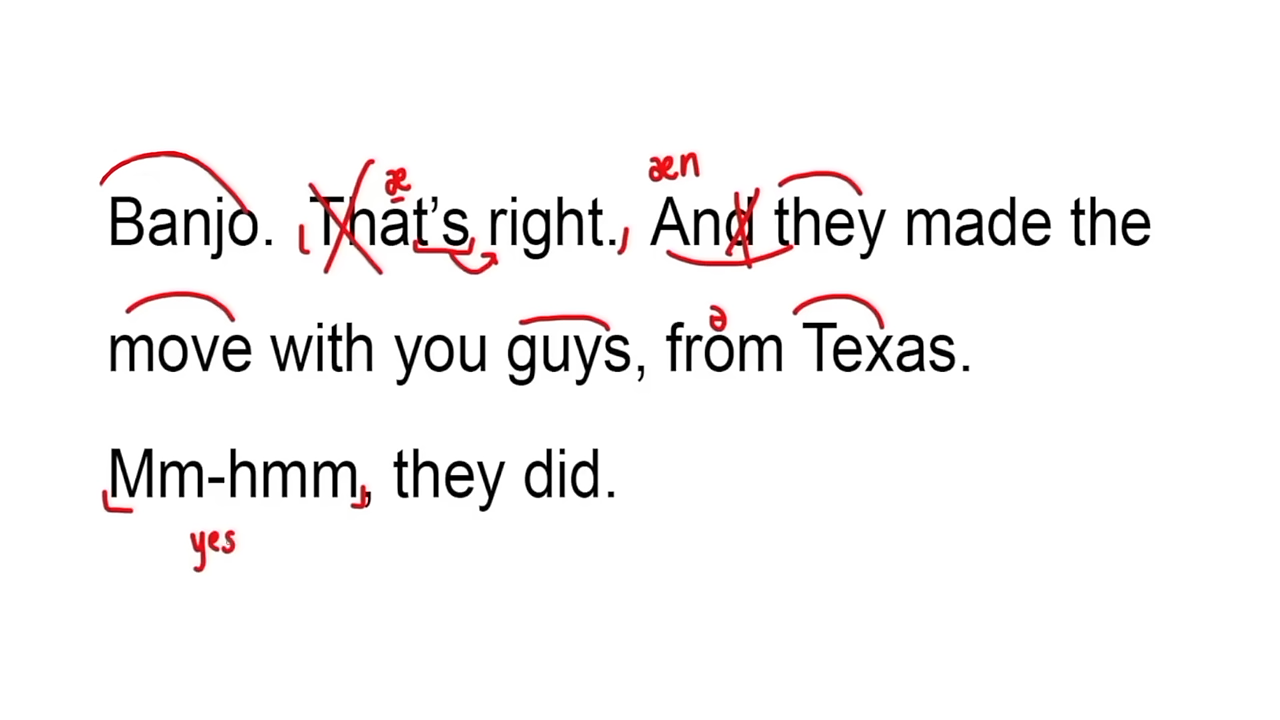 æ æn
Banjo. That's right. And they made the
ə
move with you guys, from Texas.
Mm-hmm, they did.
yes